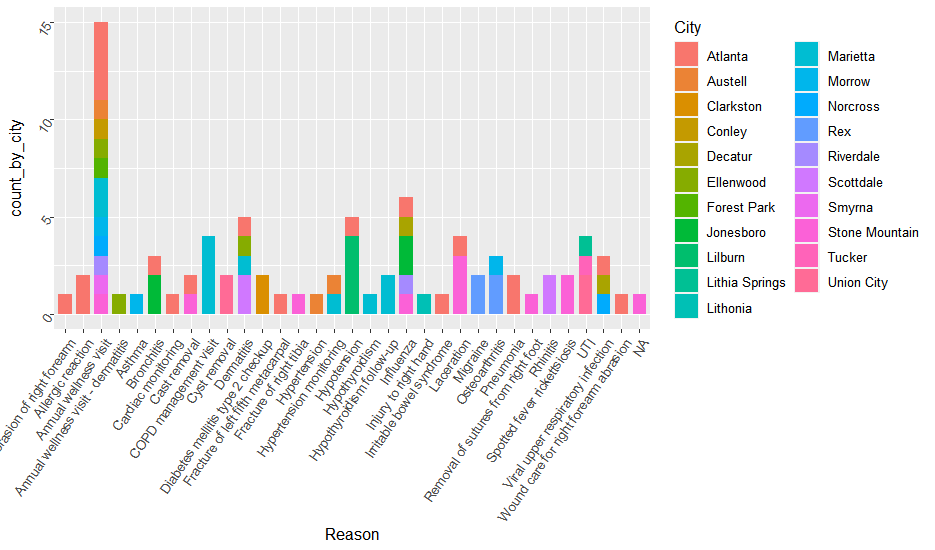 15
10
5
0
count_by_city
of right forearm
Allergic reaction
Annual wellness visit
Annual wellness visit - dermatitis
Asthma
Bronchitis
Cardiac monitoring
Cast removal
COPD management visit
Cyst removal
Dermatitis
Diabetes mellitis type 2 checkup
Fracture of left fifth metacarpal
Fracture of right tibia
Hypertension
Hypertension monitoring
Hypotension
Hypothyroidism
Hypothyroidism follow-up
Influenza
Injury to right hand
Irritable bowel syndrome
Laceration
Migraine
Osteoarthritis
Pneumonia
Removal of sutures from right foot
Rhinitis
Spotted fever rickettsiosis
UTI
Viral upper respiratory infection
Wound care for right forearm abrasion
NA
Reason
City
Atlanta
Austell
Clarkston
Conley
Decatur
Ellenwood
Forest Park
Jonesboro
Lilburn
Lithia Springs
Lithonia
Marietta
Morrow
Norcross
Rex
Riverdale
Scottdale
Smyrna
Stone Mountain
Tucker
Union City